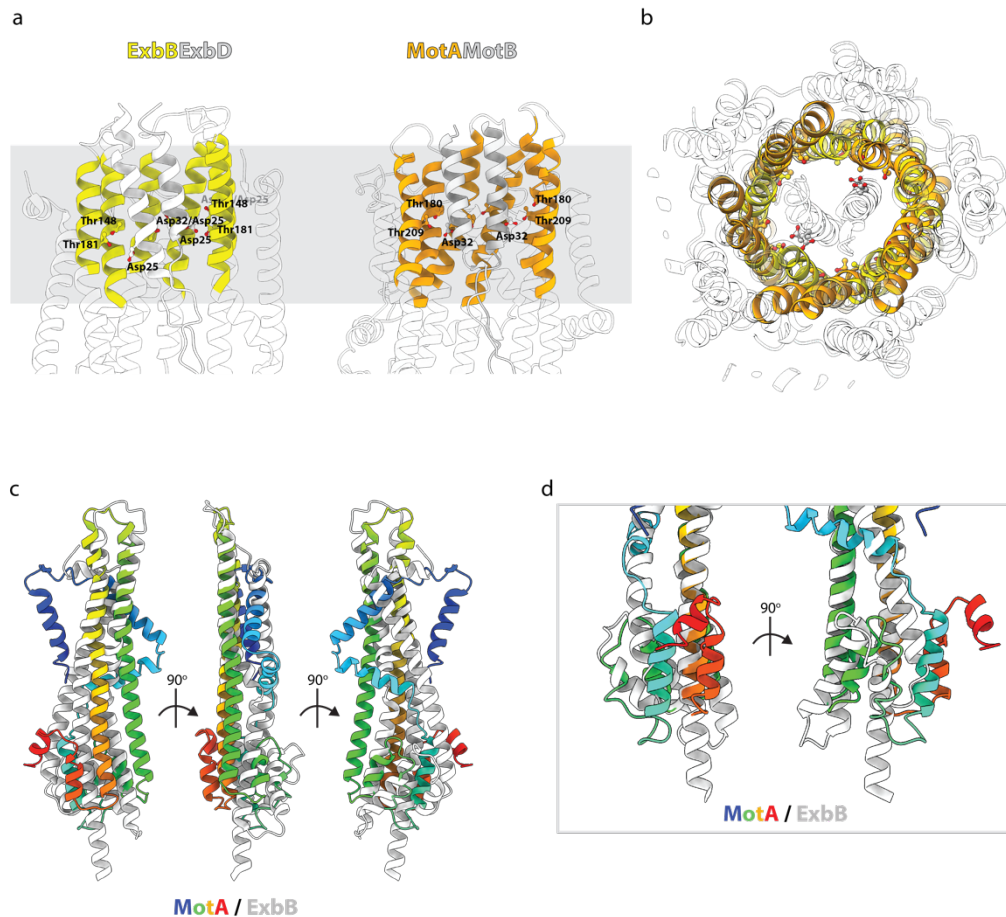 a
b
ExbBExbD
MotAMotB
Asp25
Thr148
Thr148
Asp32/Asp25
Thr181
Asp25
Thr181
Asp25
Thr180
Thr180
Thr209
Thr209
Asp32
Asp32
c
d
90°
90°
90°
MotA / ExbB
MotA / ExbB